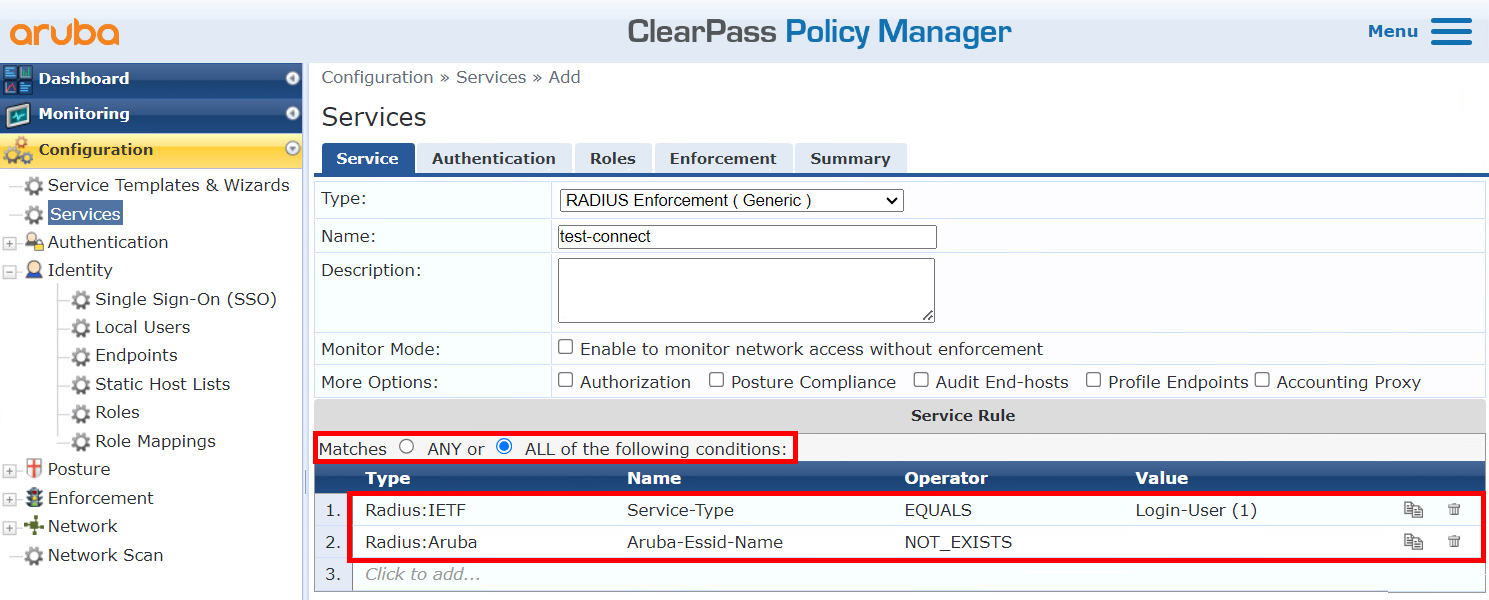 aruba
ClearPass Policy Manager
Menu
Dashboard
Monitoring
Configuration
Service Templates & Wizards
Services
Authentication
Identity
Single Sign-On (SSO)
Local Users
Endpoints
Static Host Lists
Roles
Role Mappings
Posture
Enforcement
Network
Network Scan
Configuration » Services » Add
Services
Service Authentication Roles Enforcement Summary
Type: RADIUS Enforcement ( Generic )
Name: test-connect
Description:
Monitor Mode: Enable to monitor network access without enforcement
More Options: Authorization Posture Compliance Audit End-hosts Profile Endpoints Accounting Proxy
Service Rule
Matches ANY or ALL of the following conditions:
Type Name Operator Value
1. Radius:IETF Service-Type EQUALS Login-User (1)
2. Radius:Aruba Aruba-Essid-Name NOT_EXISTS
3. Click to add...